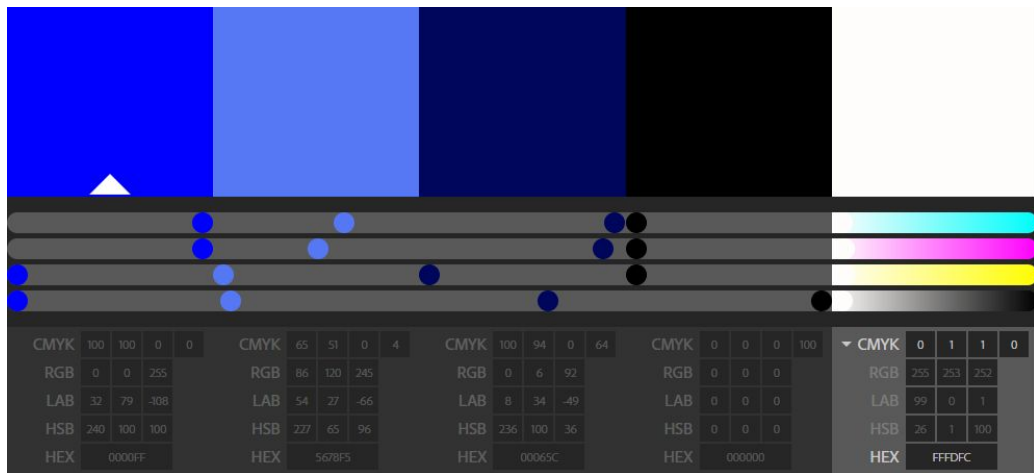 CMYK 100 100 0 0 CMYK 65 51 0 4 CMYK 100 94 0 64 CMYK 0 0 0 100 CMYK 0 1 1 0
RGB 0 0 255 RGB 86 120 245 RGB 0 6 92 RGB 0 0 0 RGB 255 253 252
LAB 32 79 -108 LAB 54 27 -66 LAB 8 34 -49 LAB 0 0 0 LAB 99 0 1
HSB 240 100 100 HSB 227 65 96 HSB 236 100 36 HSB 0 0 0 HSB 26 1 100
HEX 0000FF HEX 5678F5 HEX 00065C HEX 000000 HEX FFFDFC